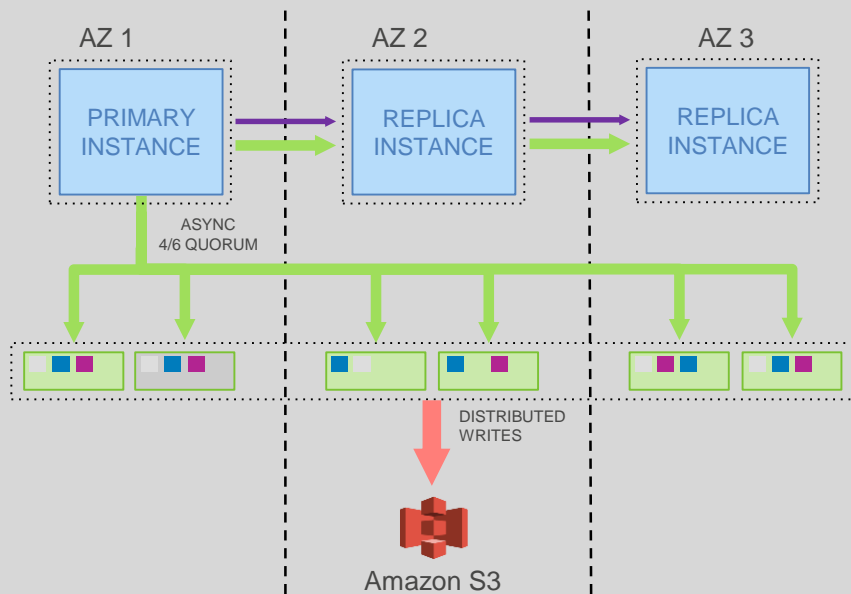 AZ 1
AZ 2
AZ 3
PRIMARY
INSTANCE
REPLICA
INSTANCE
REPLICA
INSTANCE
ASYNC
4/6 QUORUM
DISTRIBUTED
WRITES
Amazon S3